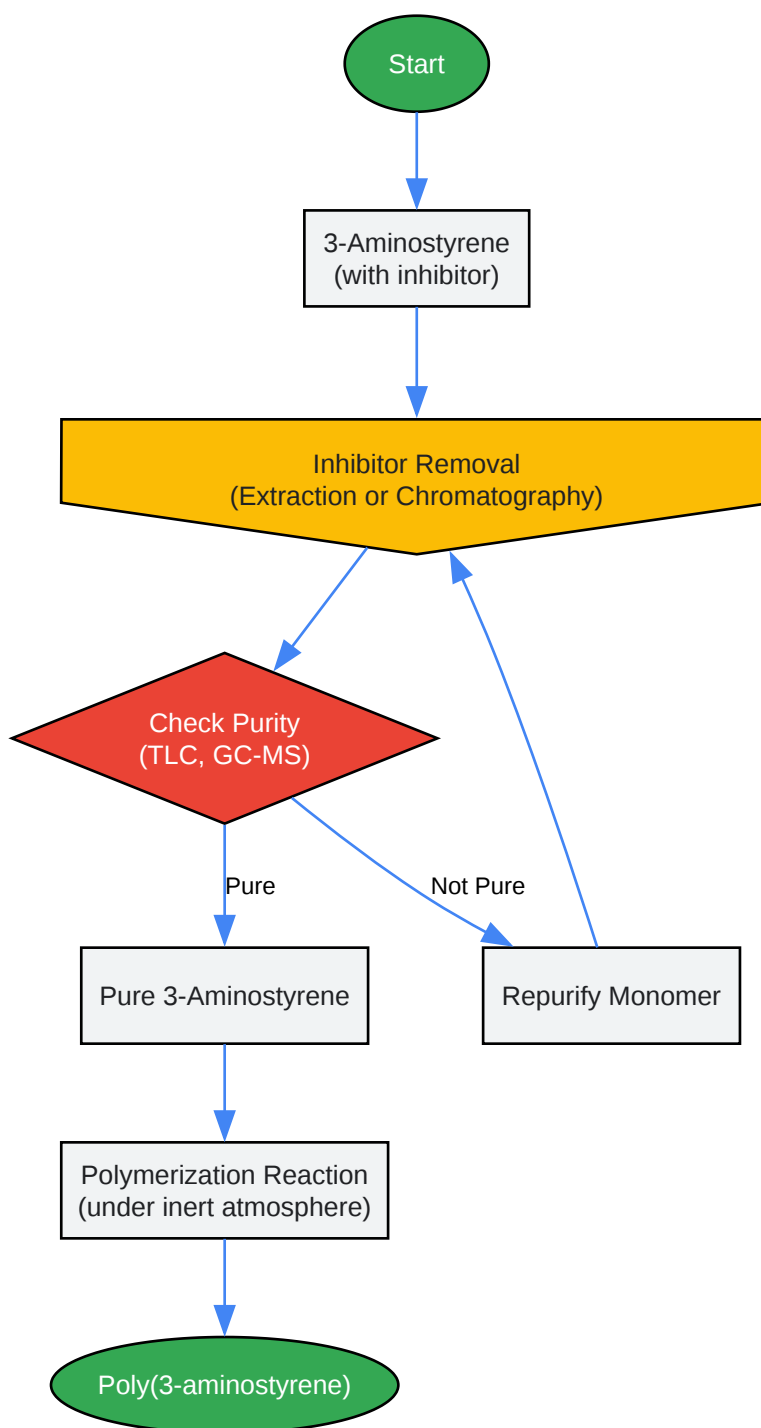 Start
3-Aminostyrene
(with inhibitor)
Inhibitor Removal
(Extraction or Chromatography)
Check Purity
(TLC, GC-MS)
Pure
Not Pure
Pure 3-Aminostyrene
Repurify Monomer
Polymerization Reaction
(under inert atmosphere)
Poly(3-aminostyrene)